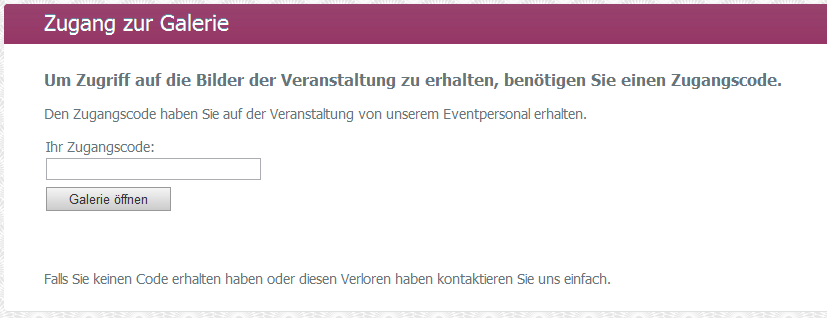 Zugang zur Galerie
Um Zugriff auf die Bilder der Veranstaltung zu erhalten, benötigen Sie einen Zugangscode.
Den Zugangscode haben Sie auf der Veranstaltung von unserem Eventpersonal erhalten.
Ihr Zugangscode:
Galerie öffnen
Falls Sie keinen Code erhalten haben oder diesen Verloren haben kontaktieren Sie uns einfach.